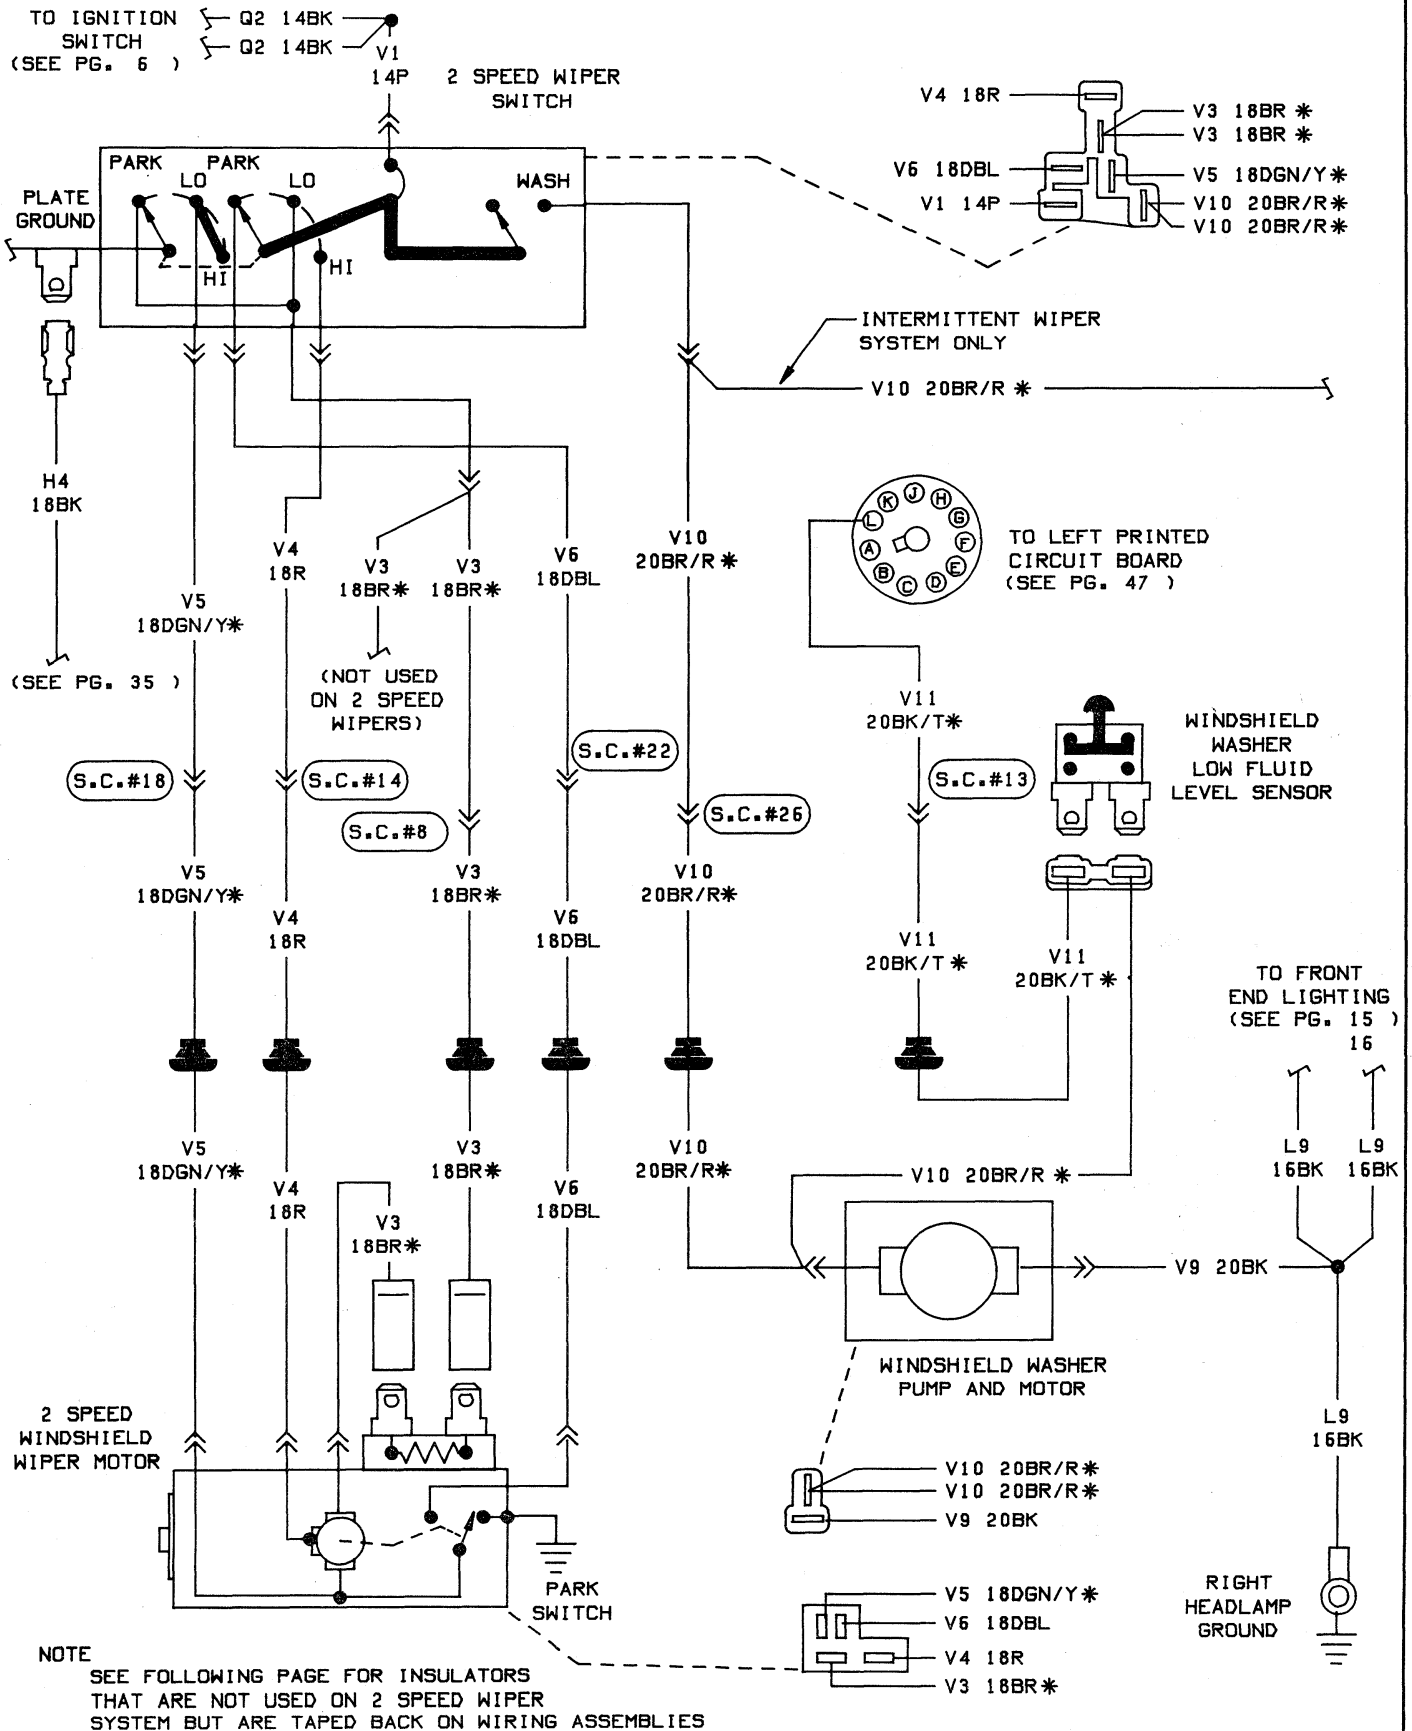 TO IGNITION
SWITCH
(SEE PG. 6 )
Q2 14BK
Q2 14BK
V1
14P
2 SPEED WIPER
SWITCH
V4 18R
V3 18BR *
V3 18BR *
V6 18DBL
V5 18DGN/Y*
V1 14P
V10 20BR/R*
V10 20BR/R*
PLATE
GROUND
PARK
LO
PARK
LO
WASH
HI
HI
INTERMITTENT WIPER
SYSTEM ONLY
V10 20BR/R *
H4
18BK
(SEE PG. 35 )
V5
18DGN/Y*
V4
18R
V3
18BR*
V3
18BR*
V6
18DBL
V10
20BR/R *
(NOT USED
ON 2 SPEED
WIPERS)
K
J
H
L
G
A
F
B
E
C
D
TO LEFT PRINTED
CIRCUIT BOARD
(SEE PG. 47 )
V11
20BK/T*
WINDSHIELD
WASHER
LOW FLUID
LEVEL SENSOR
S.C.#18
S.C.#14
S.C.#8
S.C.#22
S.C.#26
S.C.#13
V5
18DGN/Y*
V4
18R
V3
18BR*
V6
18DBL
V10
20BR/R*
V11
20BK/T *
V11
20BK/T *
TO FRONT
END LIGHTING
(SEE PG. 15 )
16
V5
18DGN/Y*
V4
18R
V3
18BR*
V3
18BR*
V6
18DBL
V10
20BR/R*
V10 20BR/R *
L9
16BK
L9
16BK
V9 20BK
WINDSHIELD WASHER
PUMP AND MOTOR
2 SPEED
WINDSHIELD
WIPER MOTOR
L9
16BK
V10 20BR/R*
V10 20BR/R*
V9 20BK
PARK
SWITCH
V5 18DGN/Y*
V6 18DBL
V4 18R
V3 18BR*
RIGHT
HEADLAMP
GROUND
NOTE
SEE FOLLOWING PAGE FOR INSULATORS
THAT ARE NOT USED ON 2 SPEED WIPER
SYSTEM BUT ARE TAPED BACK ON WIRING ASSEMBLIES